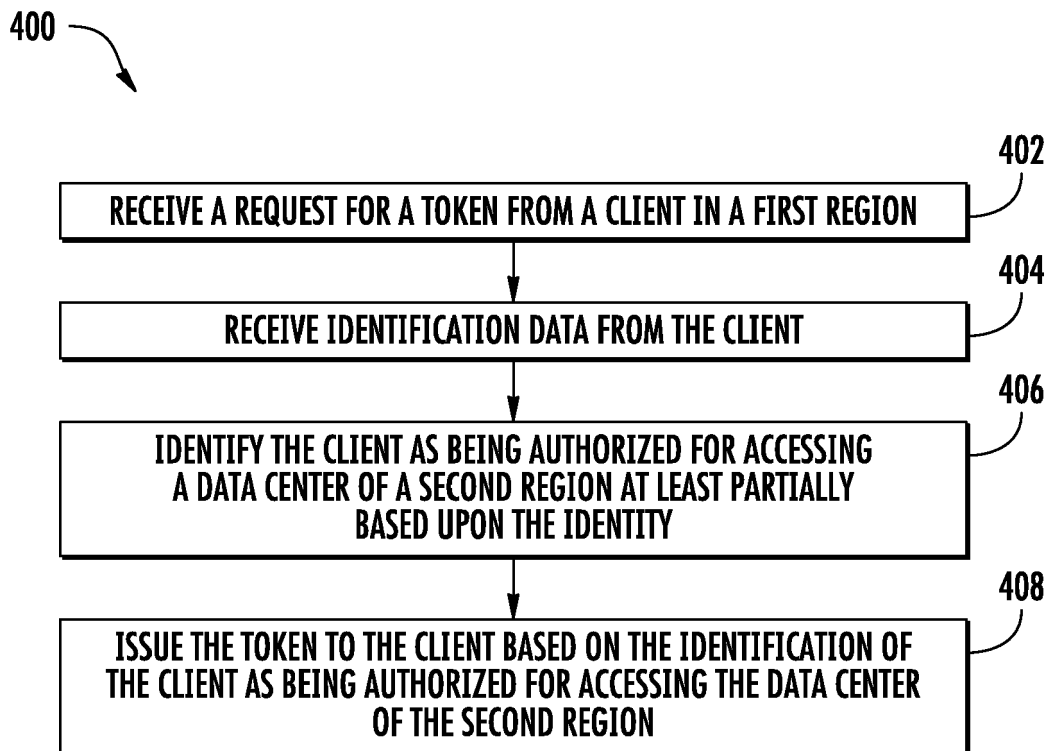 400
402
RECEIVE A REQUEST FOR A TOKEN FROM A CLIENT IN A FIRST REGION
404
RECEIVE IDENTIFICATION DATA FROM THE CLIENT
406
IDENTIFY THE CLIENT AS BEING AUTHORIZED FOR ACCESSING
A DATA CENTER OF A SECOND REGION AT LEAST PARTIALLY
BASED UPON THE IDENTITY
408
ISSUE THE TOKEN TO THE CLIENT BASED ON THE IDENTIFICATION OF
THE CLIENT AS BEING AUTHORIZED FOR ACCESSING THE DATA CENTER
OF THE SECOND REGION